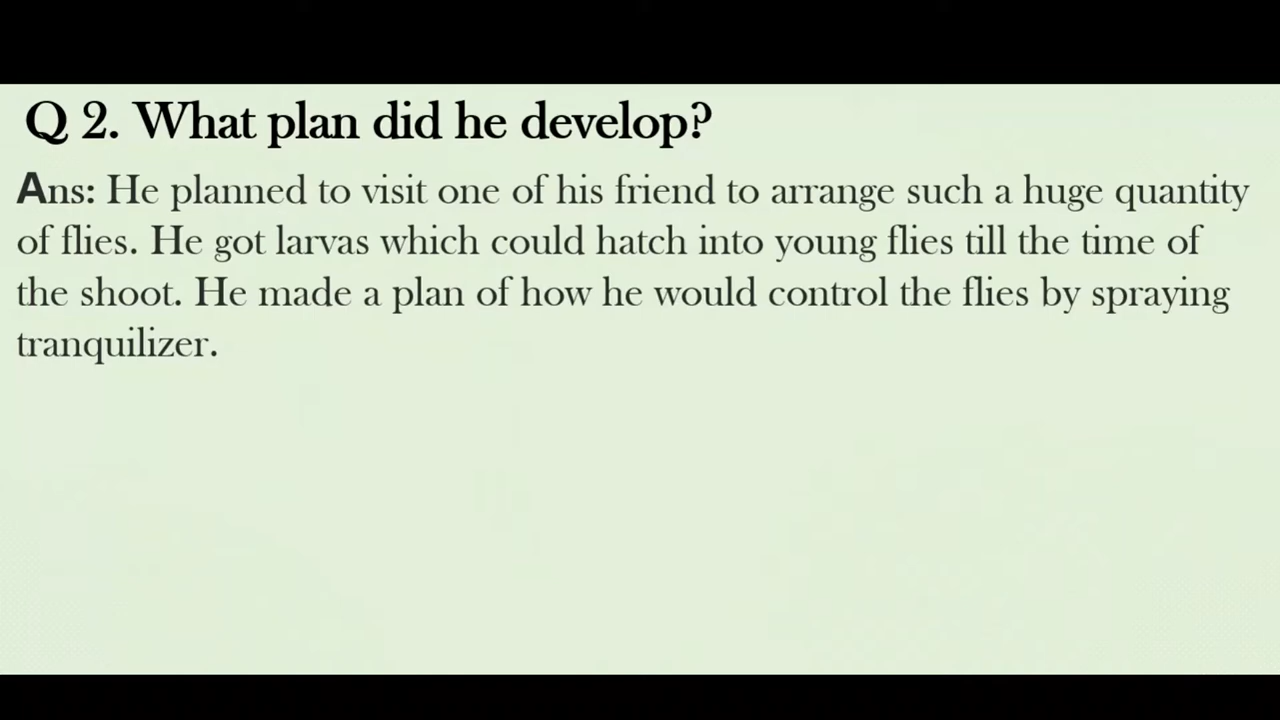 Q 2. What plan did he develop?
Ans: He planned to visit one of his friend to arrange such a huge quantity
of flies. He got larvas which could hatch into young flies till the time of
the shoot. He made a plan of how he would control the flies by spraying
tranquilizer.